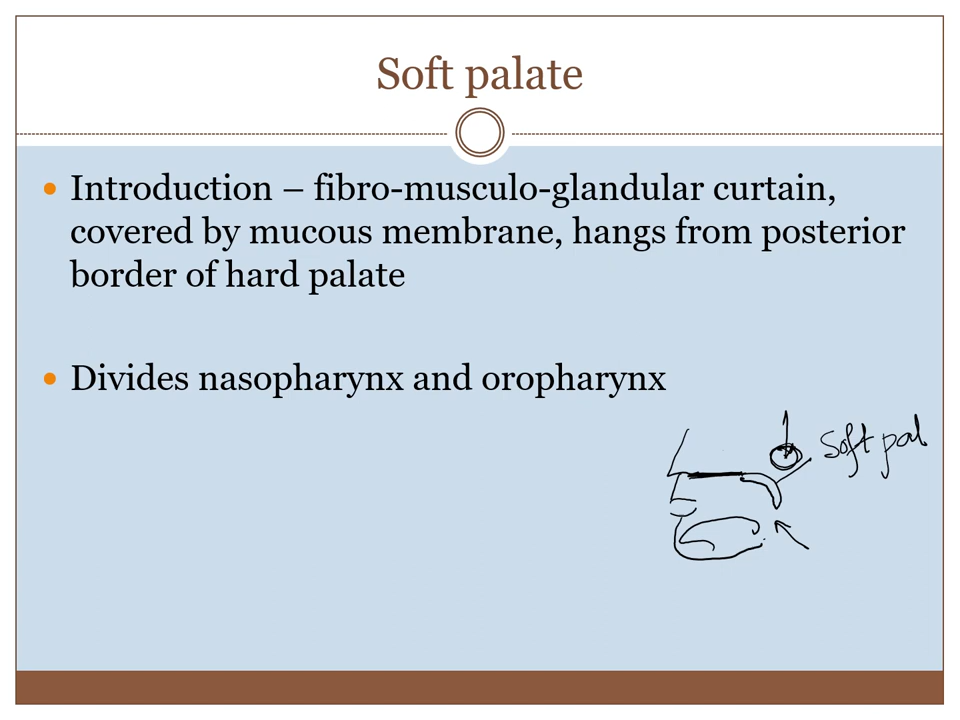 Soft palate
Introduction – fibro-musculo-glandular curtain,
covered by mucous membrane, hangs from posterior
border of hard palate
Divides nasopharynx and oropharynx
Soft pal